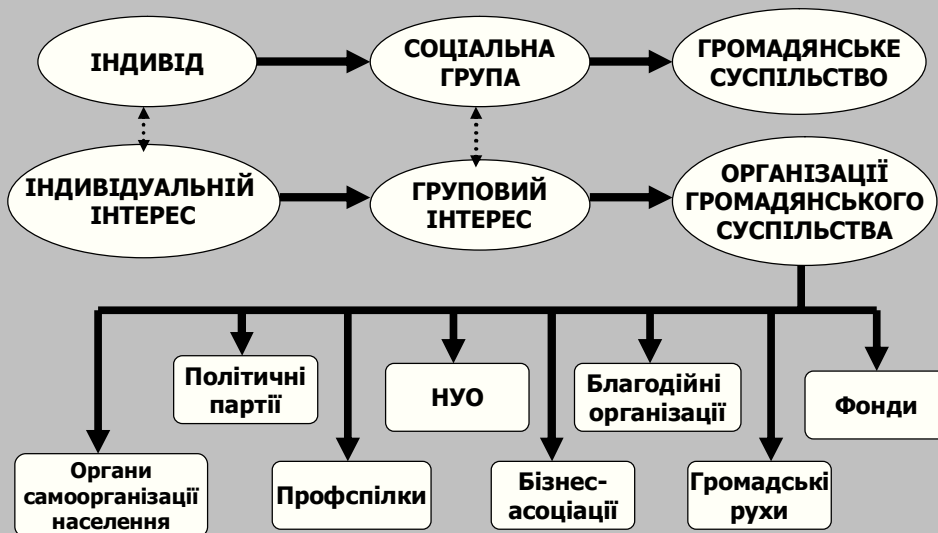 ІНДИВІД
СОЦІАЛЬНА
ГРУПА
ГРОМАДЯНСЬКЕ
СУСПІЛЬСТВО
ІНДИВІДУАЛЬНІЙ
ІНТЕРЕС
ГРУПОВИЙ
ІНТЕРЕС
ОРГАНІЗАЦІЇ
ГРОМАДЯНСЬКОГО
СУСПІЛЬСТВА
Політичні
партії
НУО
Благодійні
організації
Фонди
Органи
самоорганізації
населення
Профспілки
Бізнес-
асоціації
Громадські
рухи